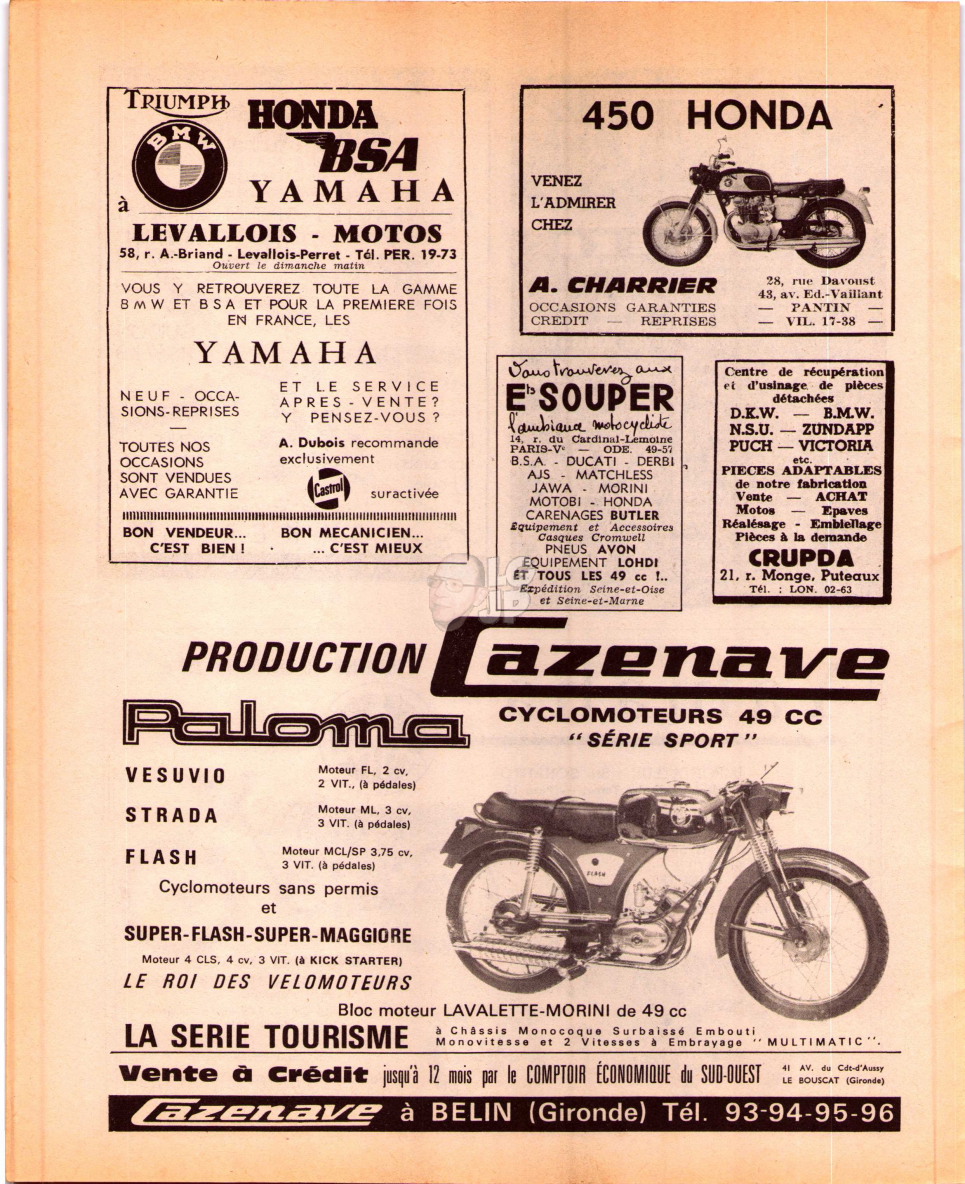 TRIUMPH
HONDA
BMW
BSA
YAMAHA
à
LEVALLOIS - MOTOS
58, r. A.-Briand - Levallois-Perret - Tél. PER. 19-73
Ouvert le dimanche matin
VOUS Y RETROUVEREZ TOUTE LA GAMME
BMW ET BSA ET POUR LA PREMIERE FOIS
EN FRANCE, LES
YAMAHA
NEUF - OCCA-
SIONS-REPRISES
—
TOUTES NOS
OCCASIONS
SONT VENDUES
AVEC GARANTIE
ET LE SERVICE
APRES - VENTE?
Y PENSEZ-VOUS ?
A. Dubois recommande
exclusivement
Castrol
suractivée
BON VENDEUR...
C'EST BIEN !
BON MECANICIEN...
... C'EST MIEUX
450 HONDA
VENEZ
L'ADMIRER
CHEZ
A. CHARRIER
OCCASIONS GARANTIES
CREDIT — REPRISES
28, rue Davoust
43, av. Ed.-Vaillant
— PANTIN —
— VIL. 17-38 —
Vous trouverez aux
Ets SOUPER
l'ambiance motocycliste
14, r. du Cardinal-Lemoine
PARIS-Ve — ODE. 49-57
B.S.A. - DUCATI - DERBI
AJS - MATCHLESS
JAWA - MORINI
MOTOBI - HONDA
CARENAGES BUTLER
Equipement et Accessoires
Casques Cromwell
PNEUS AVON
EQUIPEMENT LOHDI
ET TOUS LES 49 cc !..
Expédition Seine-et-Oise
et Seine-et-Marne
Centre de récupération
et d'usinage de pièces
détachées
D.K.W. — B.M.W.
N.S.U. — ZUNDAPP
PUCH — VICTORIA
etc.
PIECES ADAPTABLES
de notre fabrication
Vente — ACHAT
Motos — Epaves
Réalésage - Embiellage
Pièces à la demande
CRUPDA
21, r. Monge, Puteaux
Tél. : LON. 02-63
PRODUCTION Cazenave
Paloma
CYCLOMOTEURS 49 CC
"SÉRIE SPORT"
VESUVIO
Moteur FL, 2 cv,
2 VIT., (à pédales)
STRADA
Moteur ML, 3 cv,
3 VIT. (à pédales)
FLASH
Moteur MCL/SP 3,75 cv,
3 VIT. (à pédales)
FLASH
Cyclomoteurs sans permis
et
SUPER-FLASH-SUPER-MAGGIORE
Moteur 4 CLS, 4 cv, 3 VIT. (à KICK STARTER)
LE ROI DES VELOMOTEURS
Bloc moteur LAVALETTE-MORINI de 49 cc
LA SERIE TOURISME
à Châssis Monocoque Surbaissé Embouti
Monovitesse et 2 Vitesses à Embrayage "MULTIMATIC".
Vente à Crédit jusqu'à 12 mois par le COMPTOIR ÉCONOMIQUE du SUD-OUEST
41 AV. du Cdt-d'Aussy
LE BOUSCAT (Gironde)
Cazenave à BELIN (Gironde) Tél. 93-94-95-96